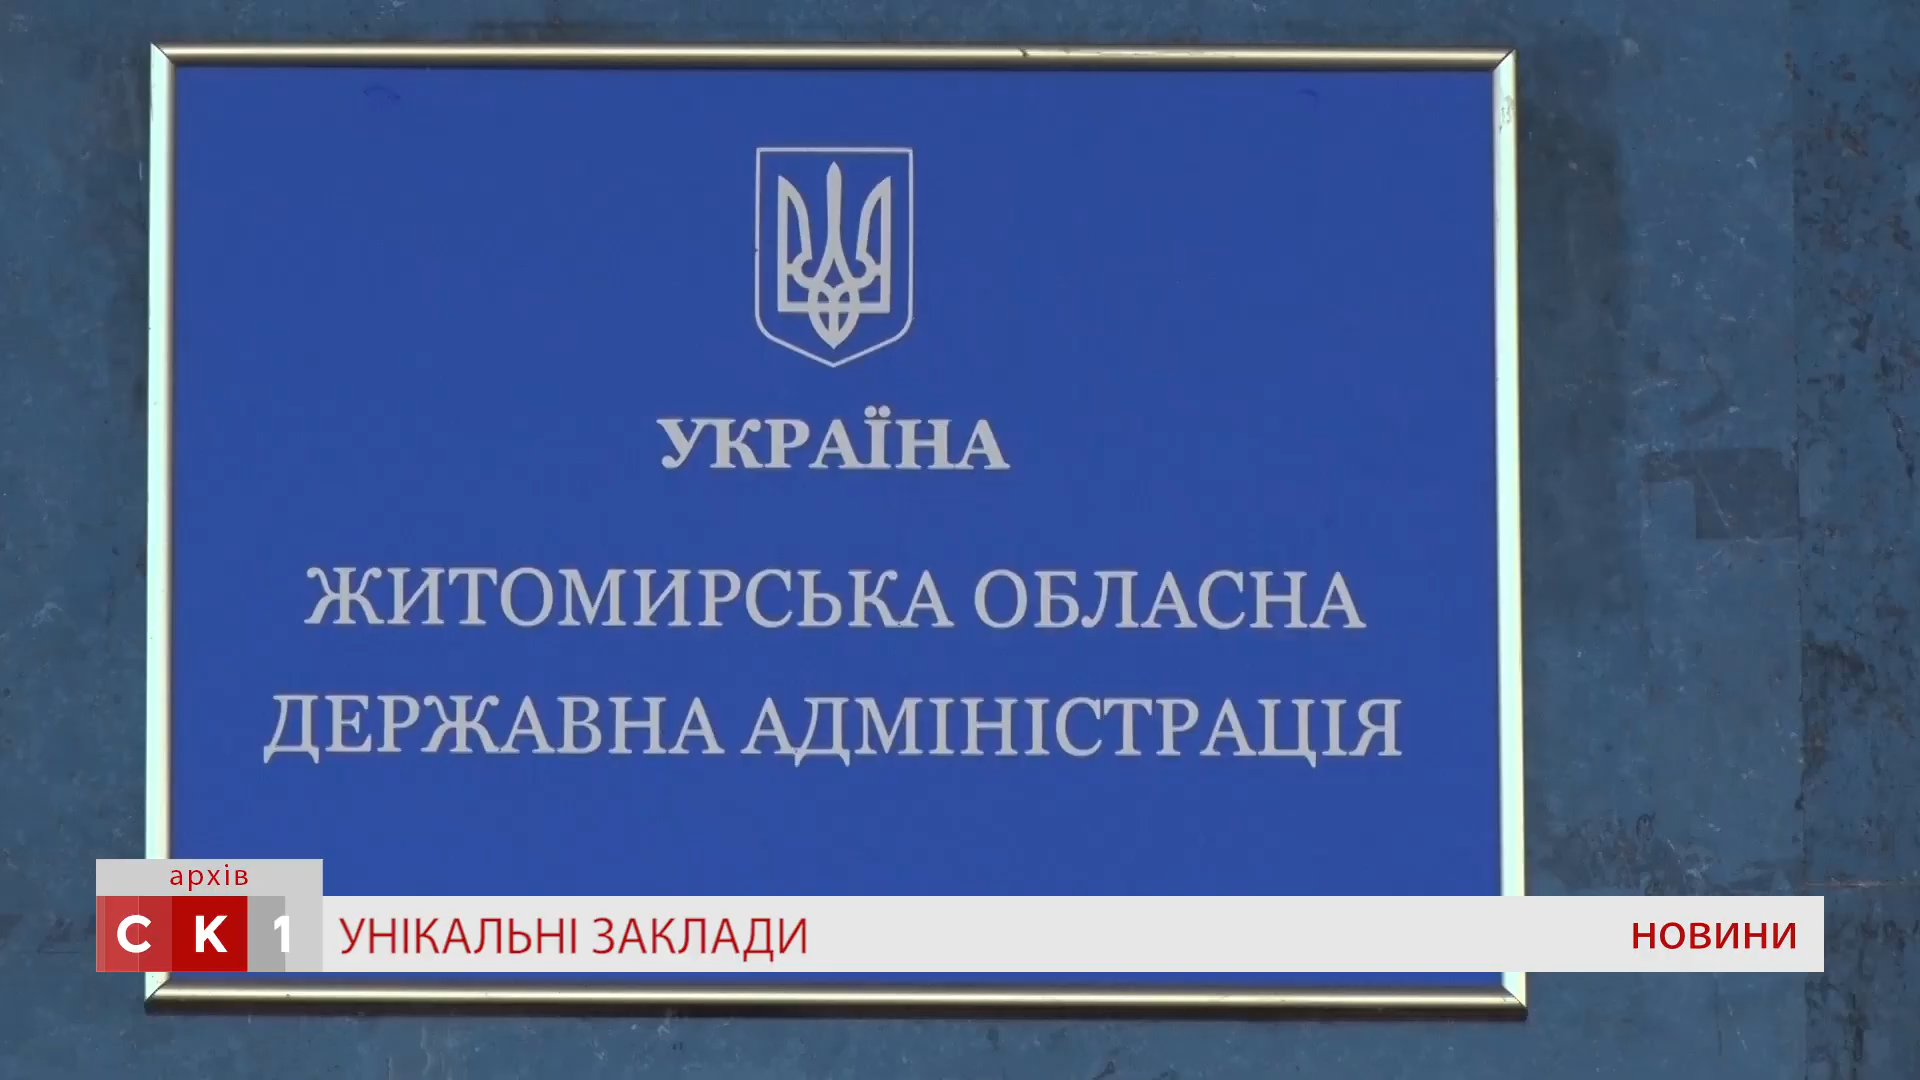 УКРАЇНА
ЖИТОМИРСЬКА ОБЛАСНА
ДЕРЖАВНА АДМІНІСТРАЦІЯ
архів
СК1 УНІКАЛЬНІ ЗАКЛАДИ НОВИНИ